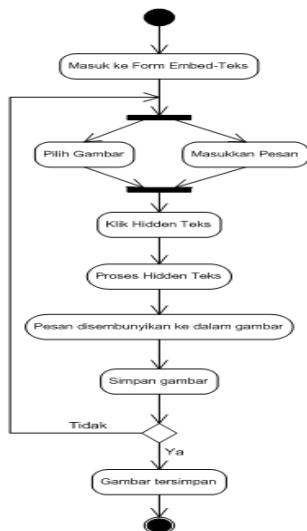 Masuk ke Form Embed-Teks
Pilih Gambar
Masukkan Pesan
Klik Hidden Teks
Proses Hidden Teks
Pesan disembunyikan ke dalam gambar
Simpan gambar
Tidak
Ya
Gambar tersimpan